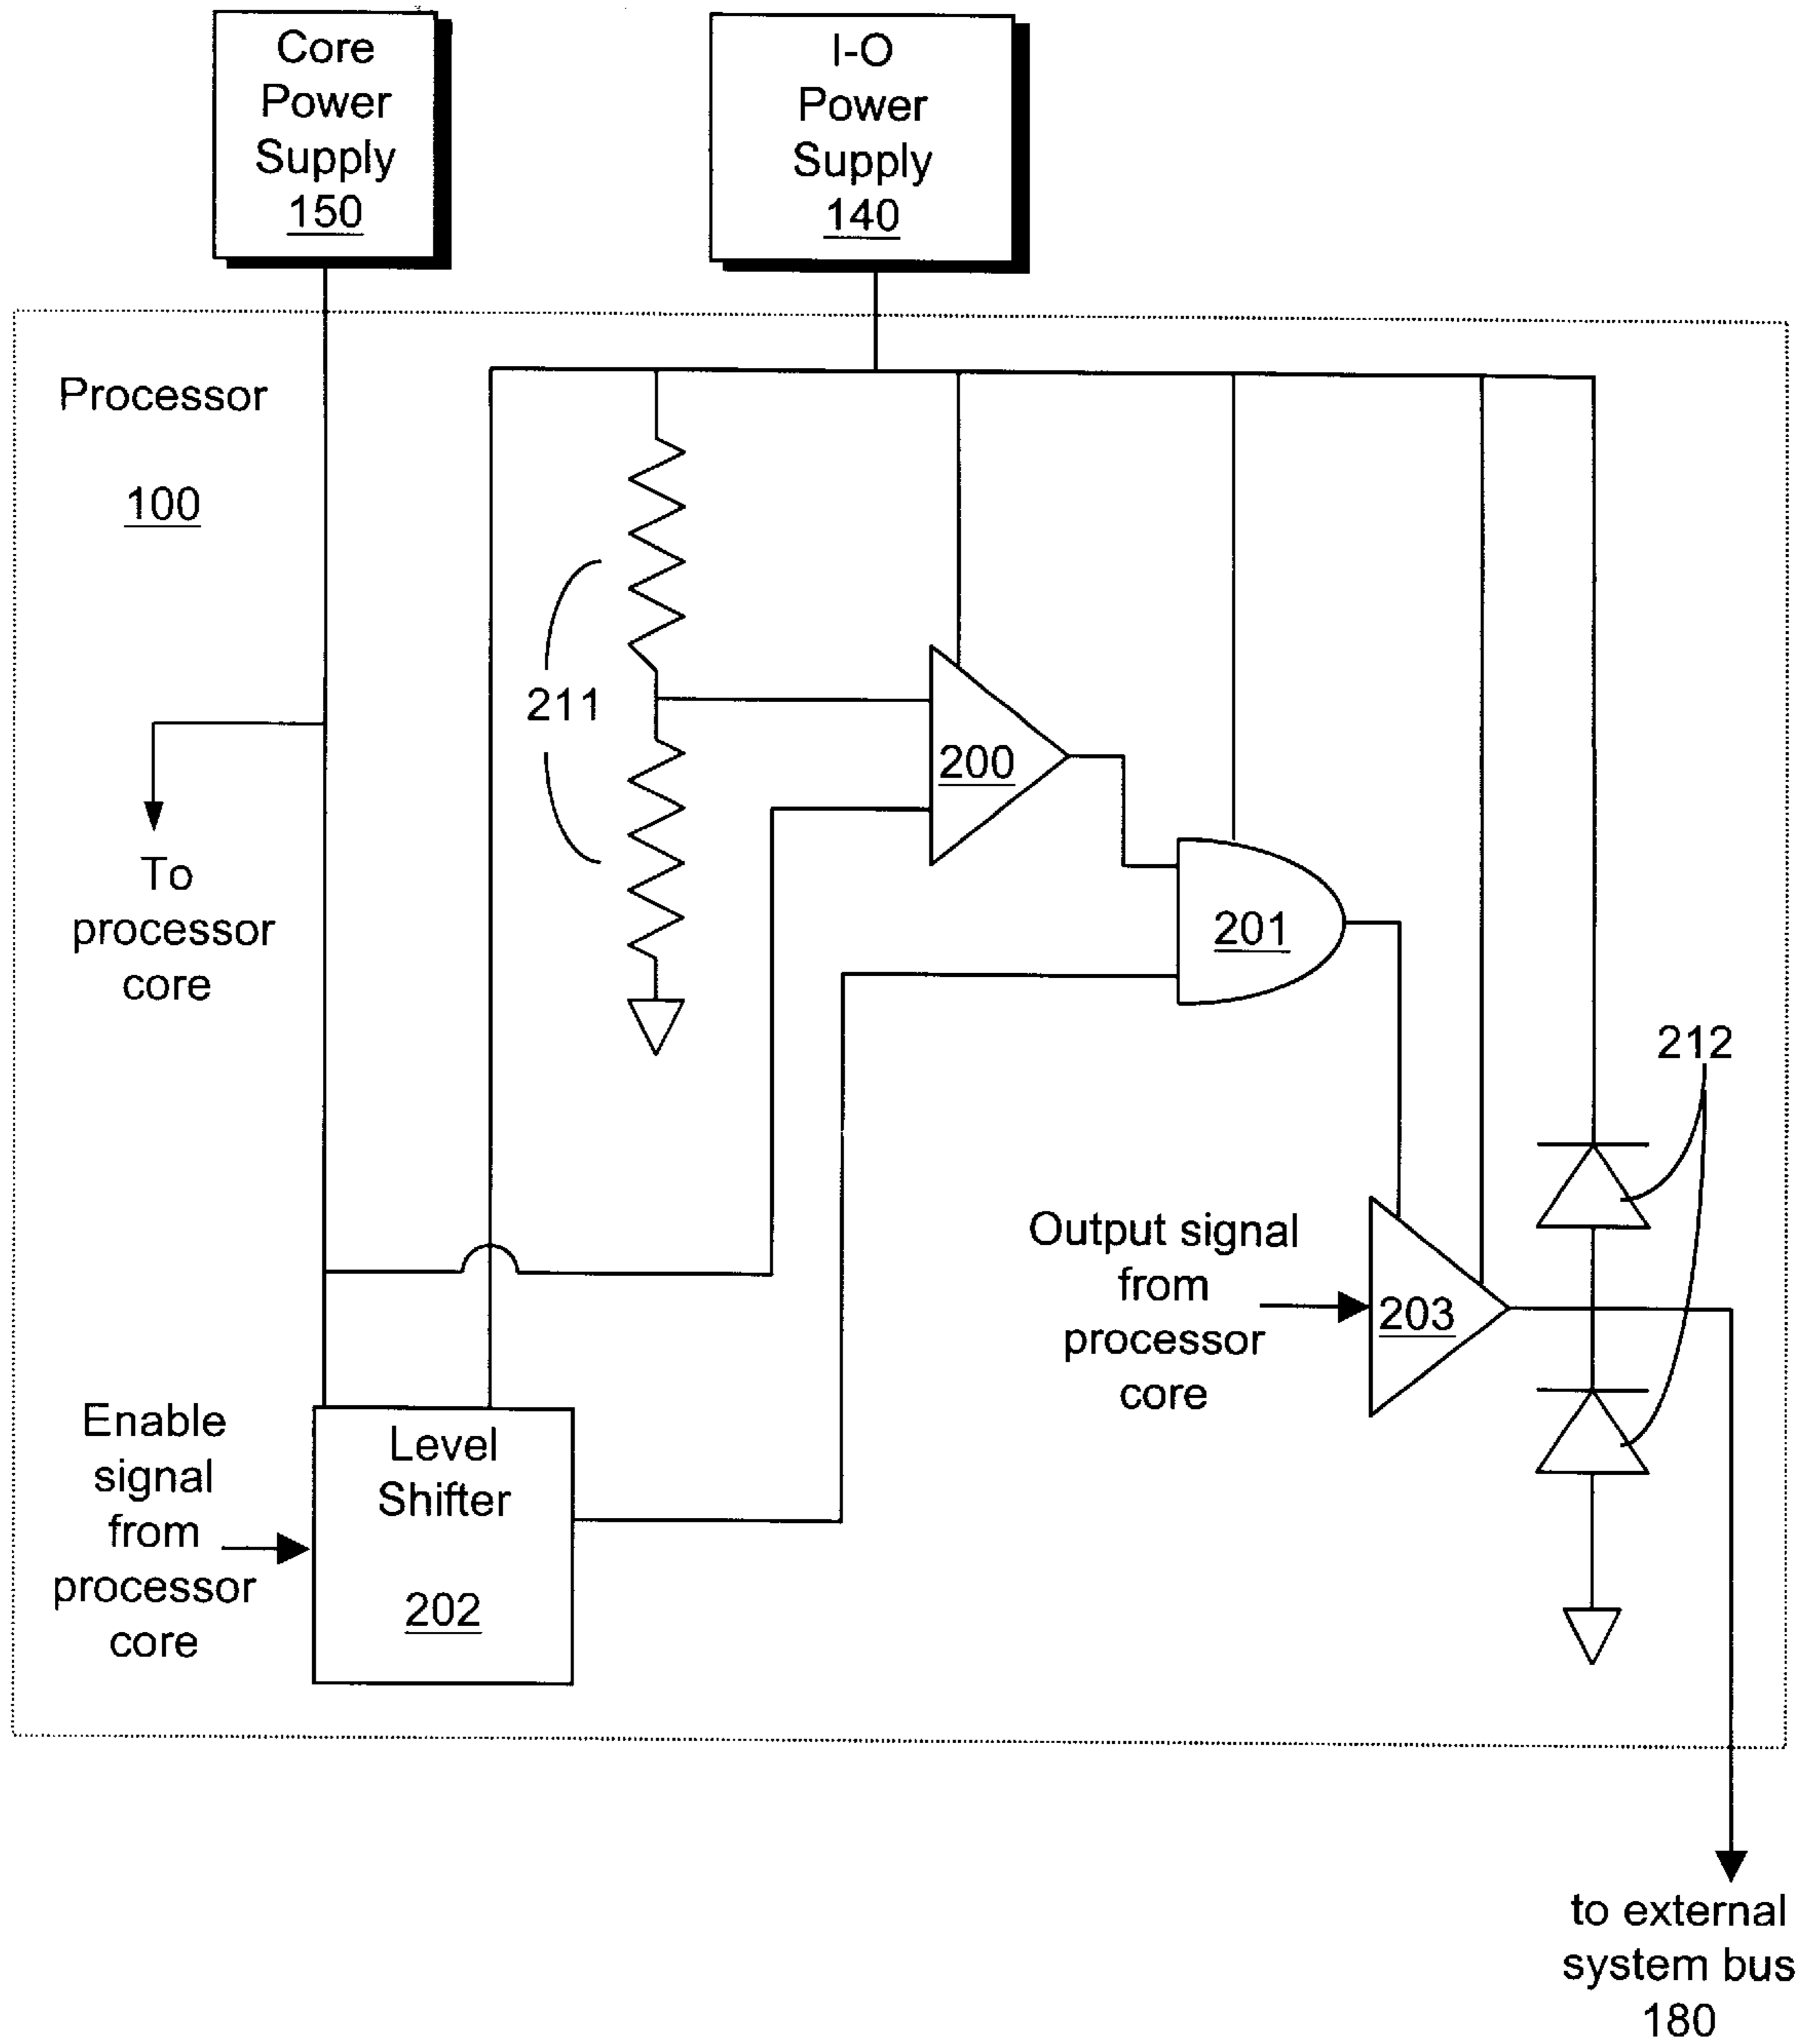 Core
Power
Supply
150
I-O
Power
Supply
140
Processor
100
211
200
To
processor
core
201
212
Output signal
from
processor
core
203
Enable
signal
from
processor
core
Level
Shifter
202
to external
system bus
180